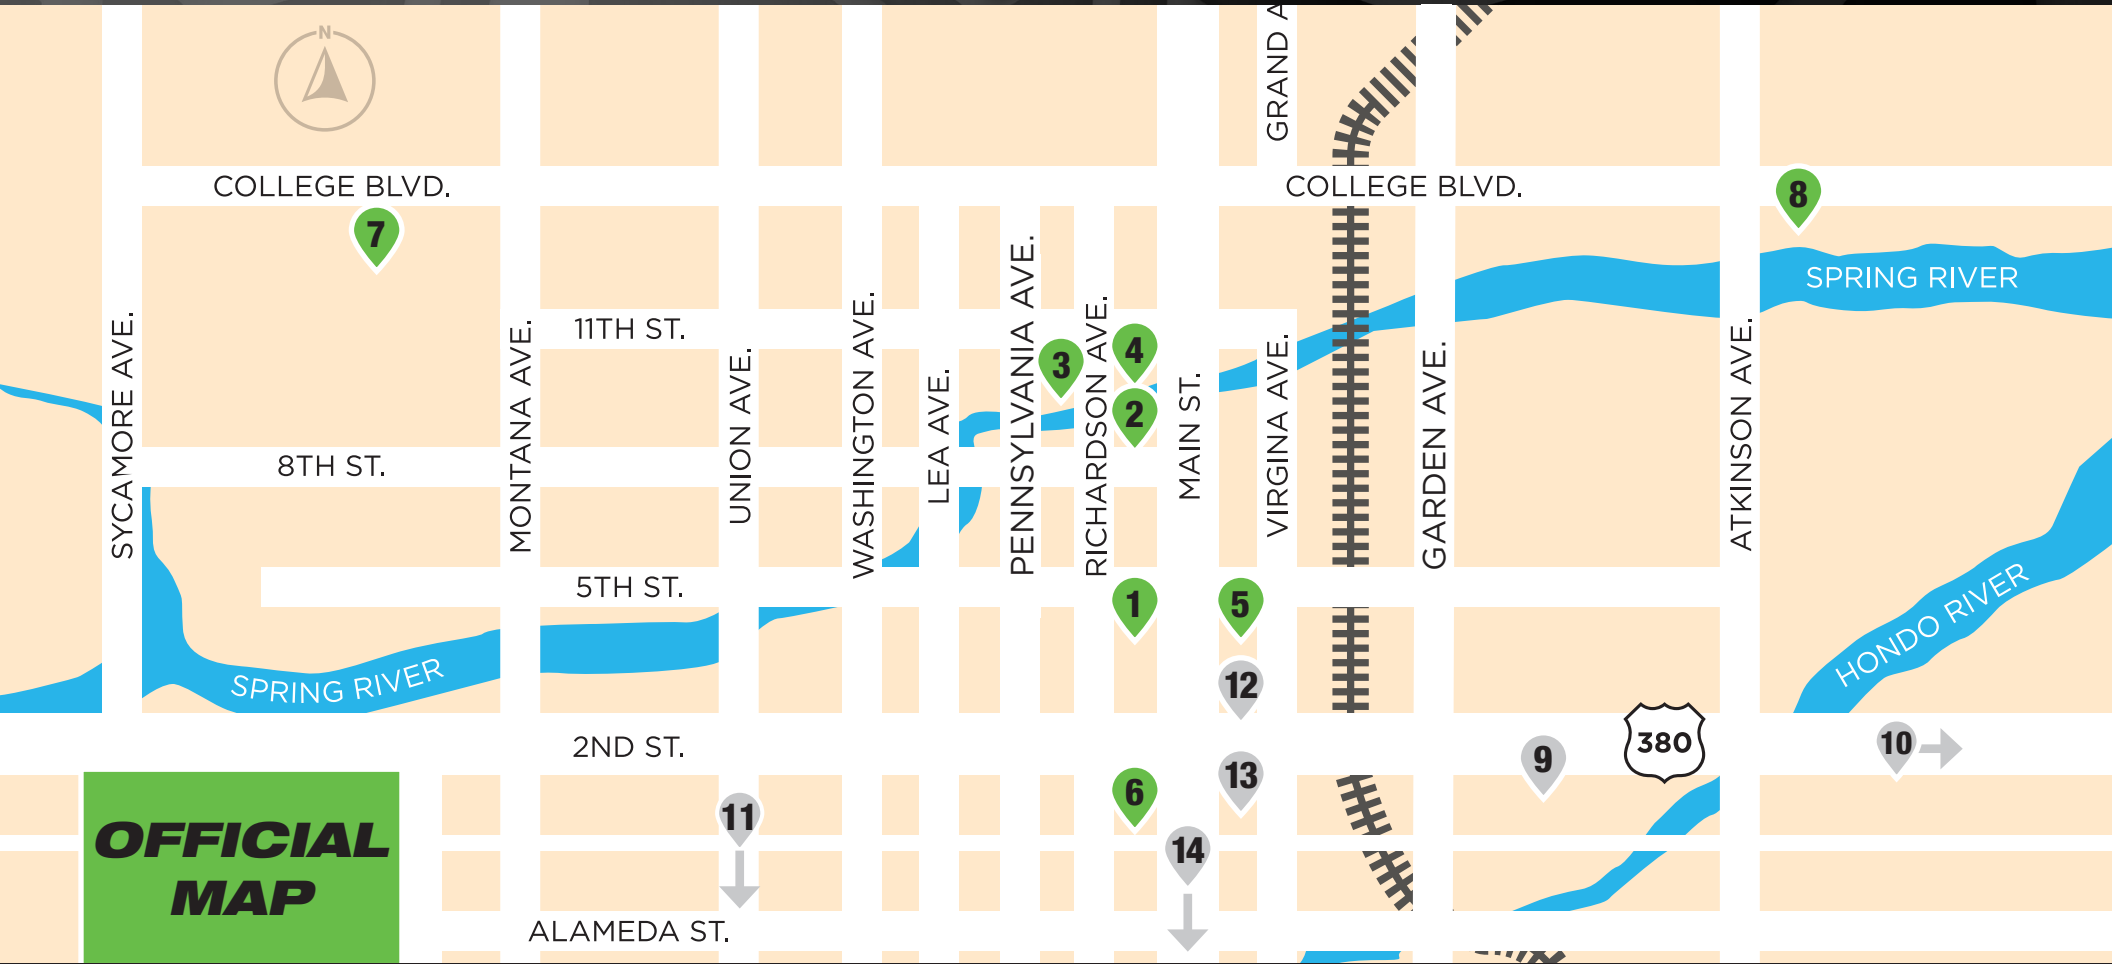 N
GRAND A
COLLEGE BLVD.
COLLEGE BLVD.
8
7
SPRING RIVER
11TH ST.
3
4
2
SYCAMORE AVE.
MONTANA AVE.
UNION AVE.
WASHINGTON AVE.
LEA AVE.
PENNSYLVANIA AVE.
RICHARDSON AVE.
MAIN ST.
VIRGINA AVE.
GARDEN AVE.
ATKINSON AVE.
8TH ST.
5TH ST.
1
5
HONDO RIVER
SPRING RIVER
12
2ND ST.
380
10
9
13
6
11
14
OFFICIAL
MAP
ALAMEDA ST.